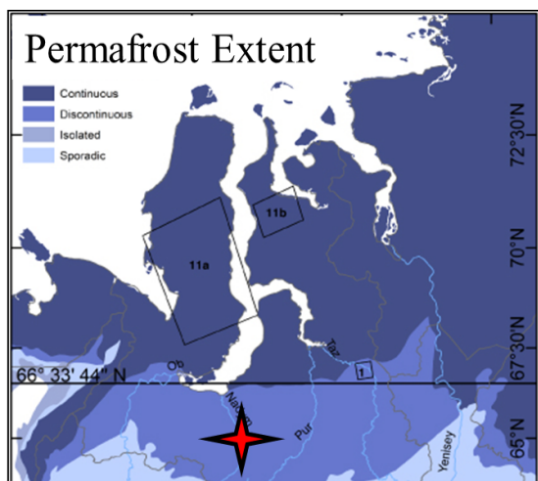 Permafrost Extent
Continuous
Discontinuous
Isolated
Sporadic
72°30'N
11b
70°N
11a
67°30'N
Taz
Ob
1
66° 33' 44" N
Nadym
Pur
Yenisey
65°N